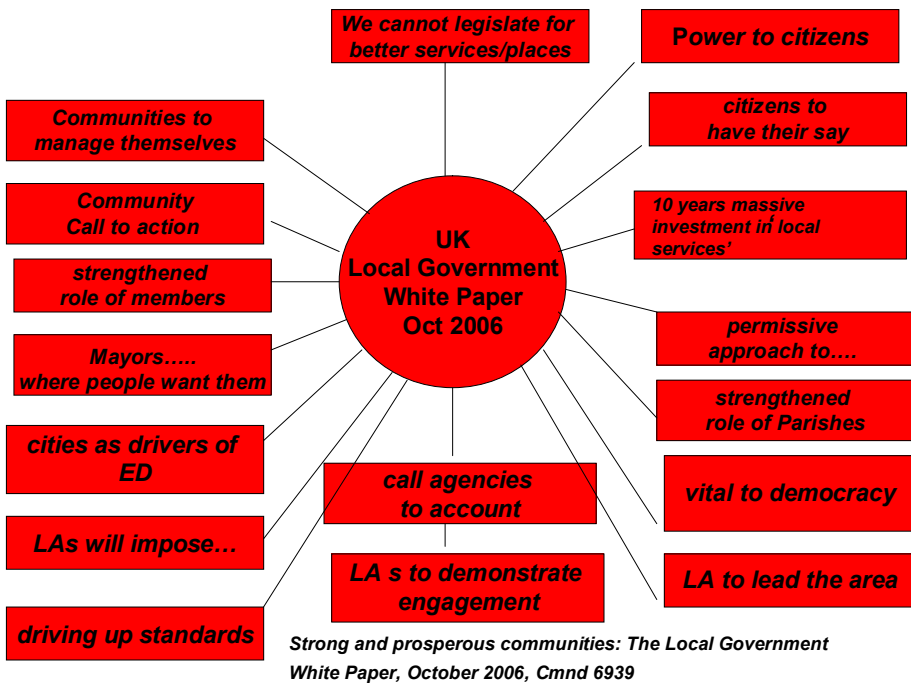 We cannot legislate for
better services/places
Power to citizens
Communities to
manage themselves
citizens to
have their say
Community
Call to action
10 years massive
investment in‘ local
services’
UK
Local Government
White Paper
Oct 2006
strengthened
role of members
permissive
approach to….
Mayors…..
where people want them
strengthened
role of Parishes
cities as drivers of
ED
call agencies
to account
vital to democracy
LAs will impose…
LA s to demonstrate
engagement
LA to lead the area
driving up standards
Strong and prosperous communities: The Local Government
White Paper, October 2006, Cmnd 6939